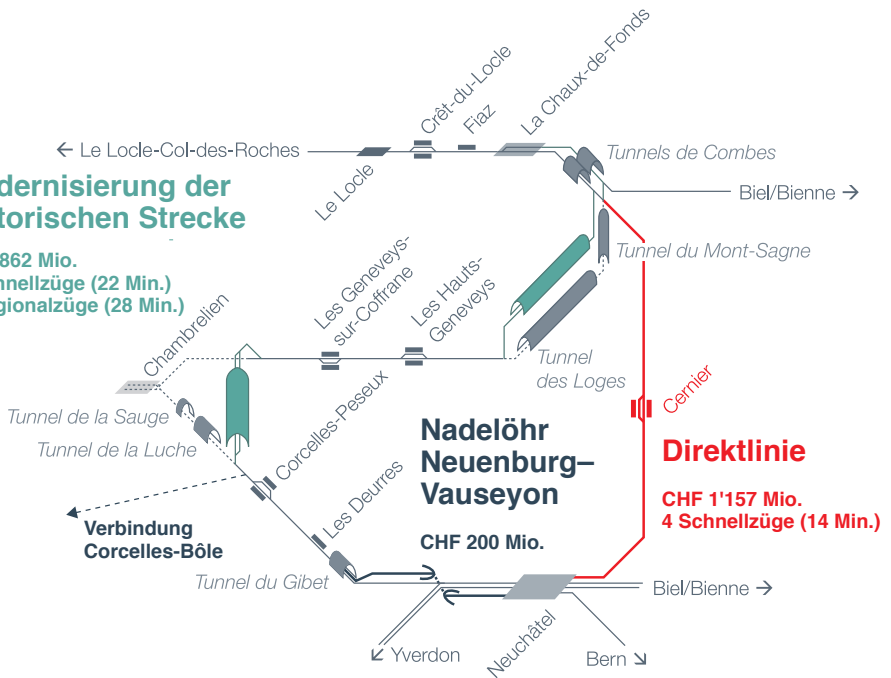 Crêt-du-Locle
Fiaz
La Chaux-de-Fonds
← Le Locle-Col-des-Roches
Le Locle
Tunnels de Combes
Biel/Bienne →
dernisierung der
torischen Strecke
862 Mio.
hnellzüge (22 Min.)
gionalzüge (28 Min.)
Tunnel du Mont-Sagne
Les Geneveys-
sur-Coffrane
Les Hauts-
Geneveys
Chambrelien
Tunnel
des Loges
Cernier
Tunnel de la Sauge
Tunnel de la Luche
Corcelles-Peseux
Nadelöhr
Neuenburg–
Vauseyon
CHF 200 Mio.
Direktlinie
CHF 1'157 Mio.
4 Schnellzüge (14 Min.)
Les Deurres
Verbindung
Corcelles-Bôle
Tunnel du Gibet
Biel/Bienne →
↙ Yverdon
Neuchâtel
Bern ↘